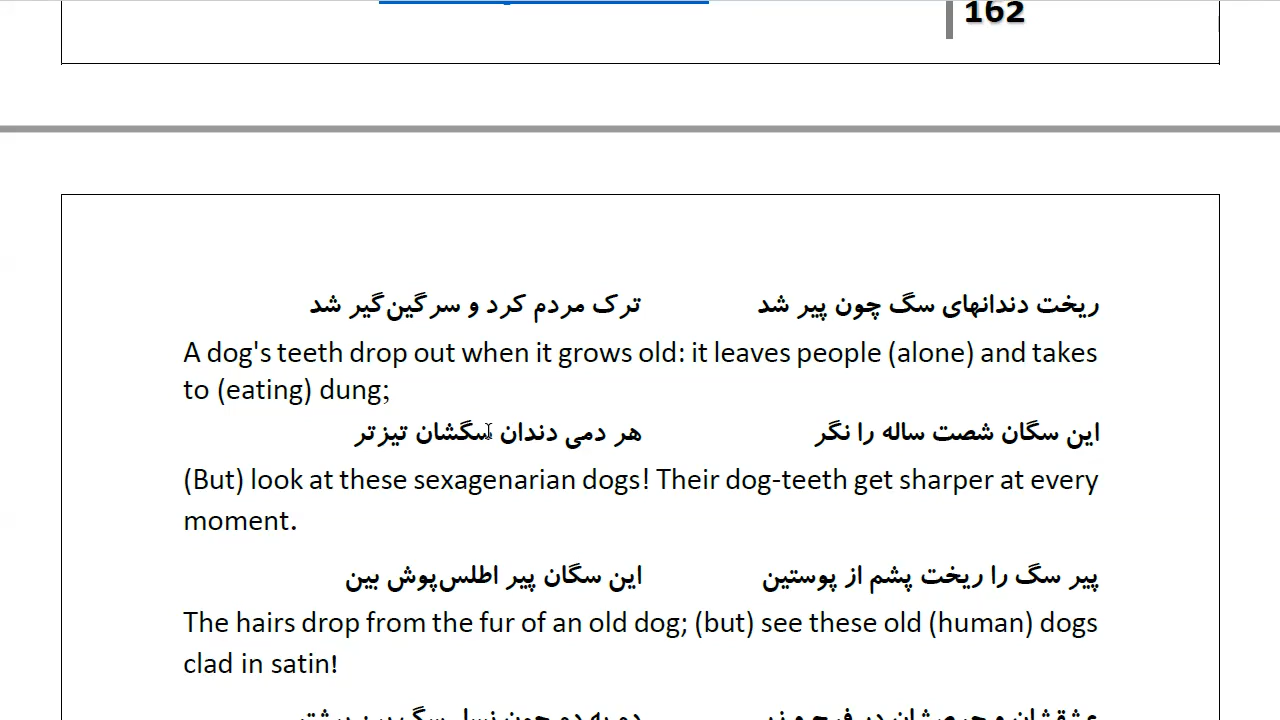 162
ریخت دندانهای سگ چون پیر شد ترک مردم کرد و سرگین‌گیر شد
A dog's teeth drop out when it grows old: it leaves people (alone) and takes
to (eating) dung;
این سگان شصت ساله را نگر هر دمی دندان سگشان تیزتر
(But) look at these sexagenarian dogs! Their dog-teeth get sharper at every
moment.
پیر سگ را ریخت پشم از پوستین این سگان پیر اطلس‌پوش بین
The hairs drop from the fur of an old dog; (but) see these old (human) dogs
clad in satin!